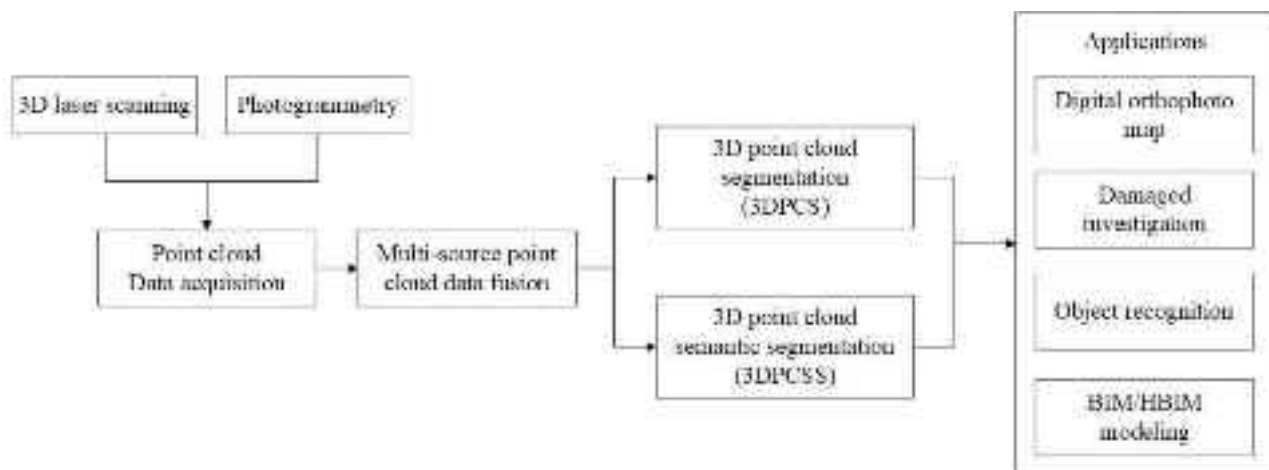 3D laser scanning
Photogrammetry
Point cloud
Data acquisition
Multi-source point
cloud data fusion
3D point cloud
segmentation
(3DPCS)
3D point cloud
semantic segmentation
(3DPCSS)
Applications
Digital orthophoto
map
Damaged
investigation
Object recognition
BIM/HBIM
modeling